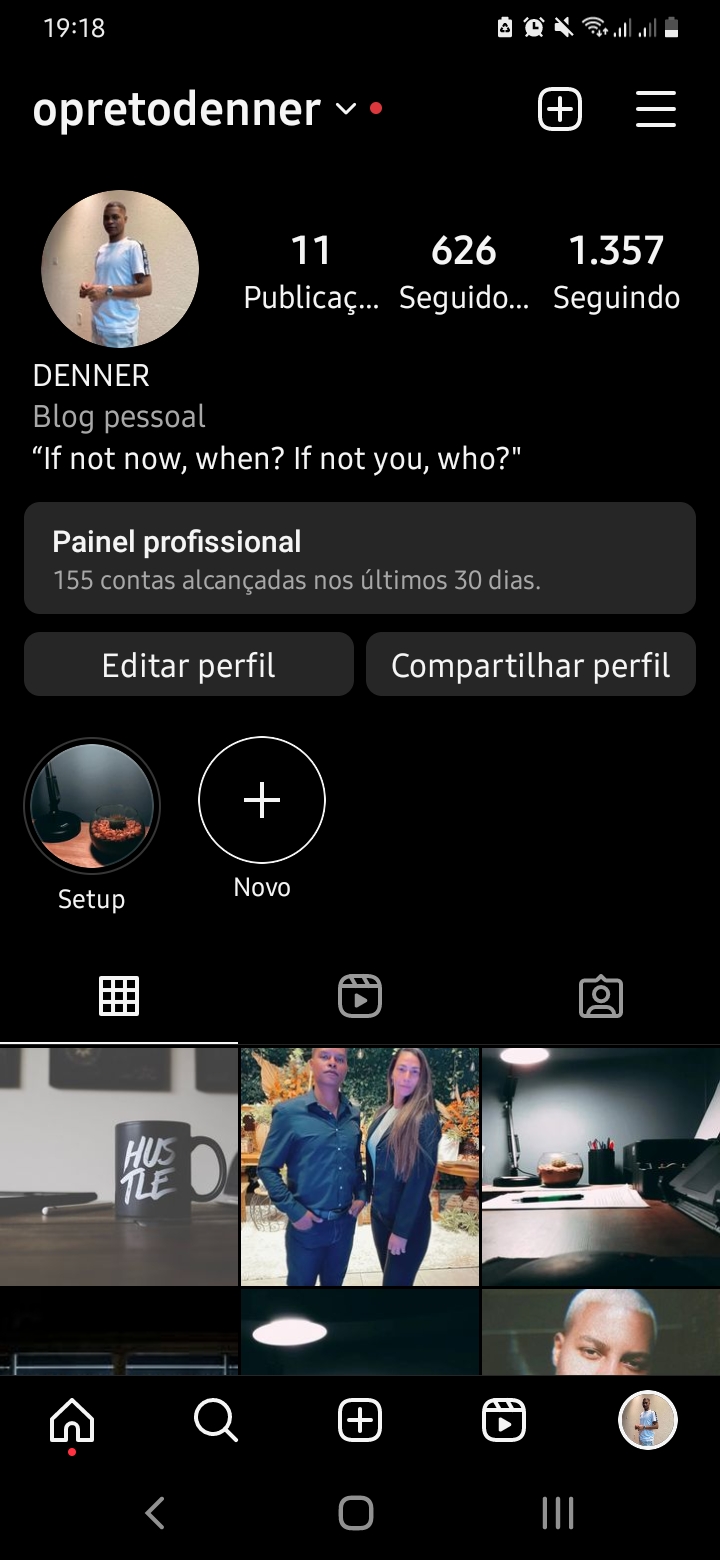 19:18
opretodenner
11 626 1.357
Publicaç... Seguido... Seguindo
DENNER
Blog pessoal
“If not now, when? If not you, who?"
Painel profissional
155 contas alcançadas nos últimos 30 dias.
Editar perfil Compartilhar perfil
Setup Novo
HUS
TLE